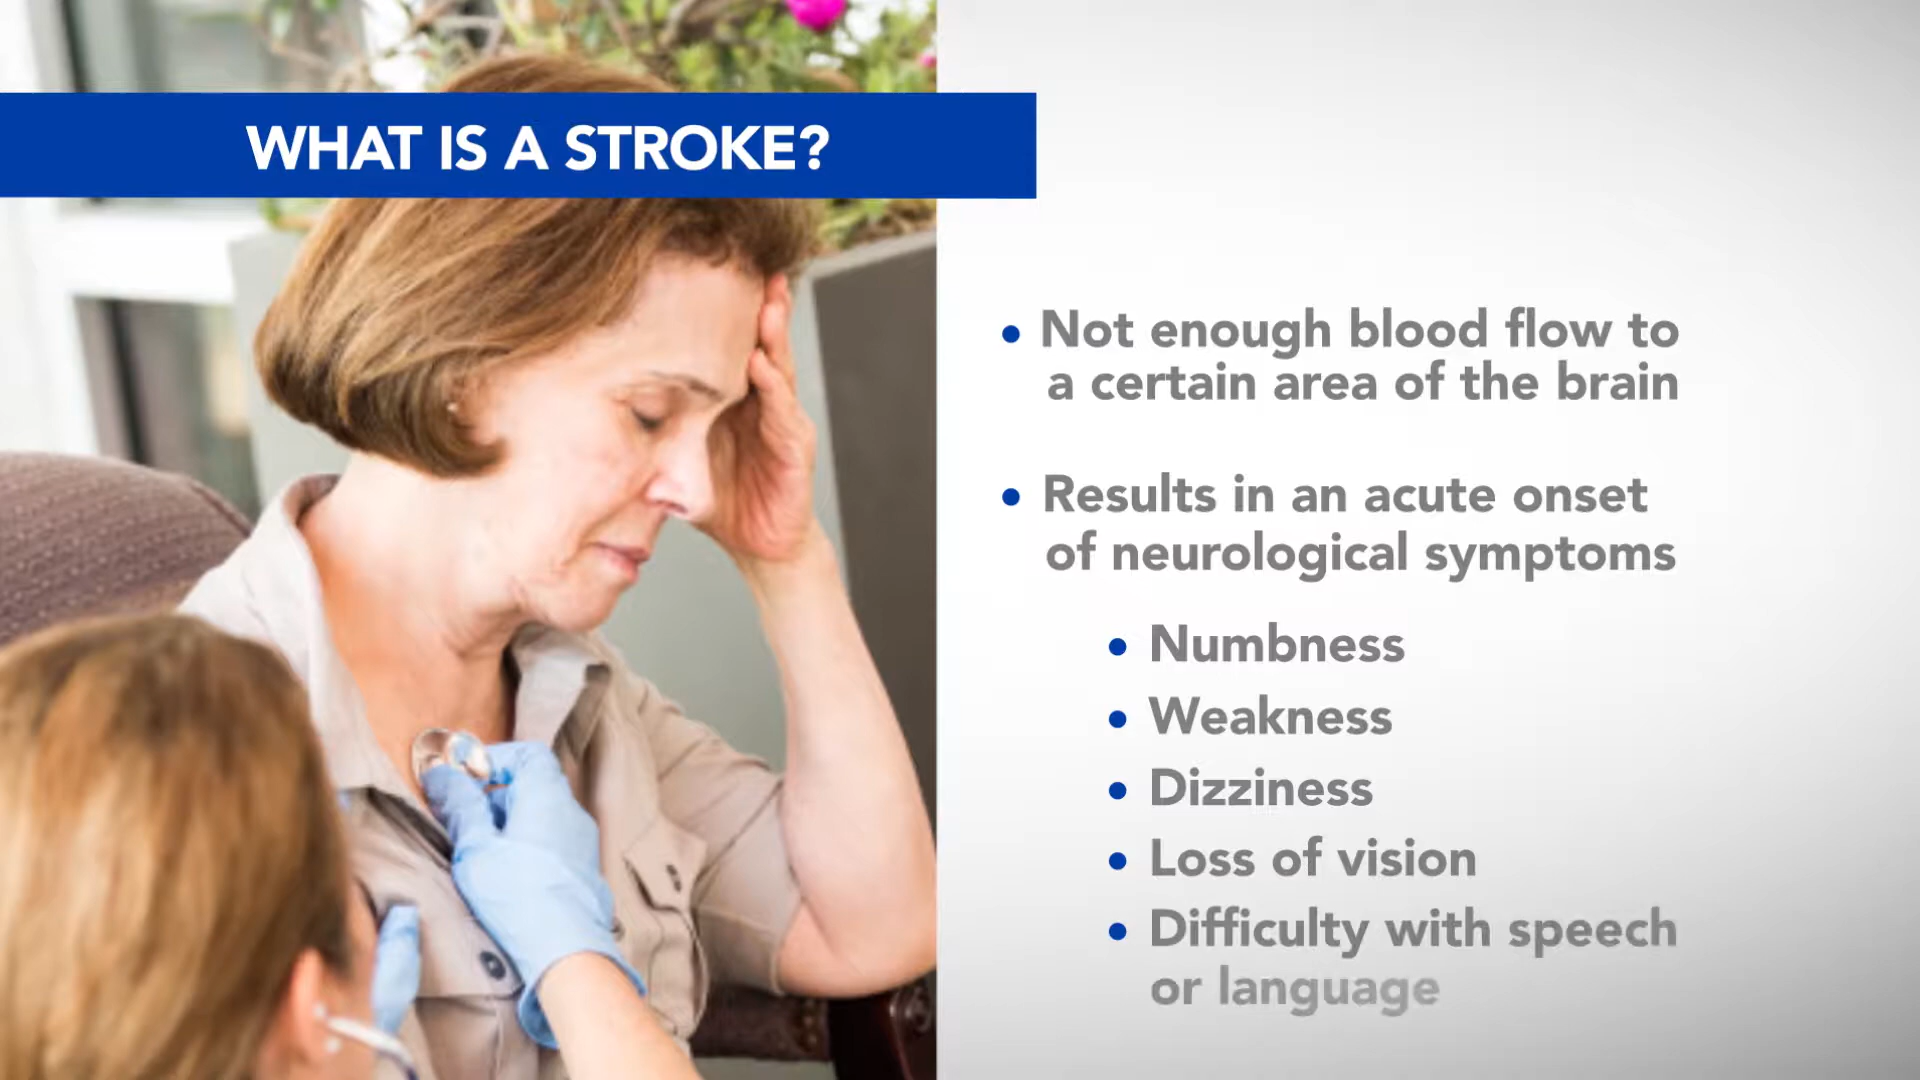 WHAT IS A STROKE?
• Not enough blood flow to
a certain area of the brain
• Results in an acute onset
of neurological symptoms
• Numbness
• Weakness
• Dizziness
• Loss of vision
• Difficulty with speech
or language